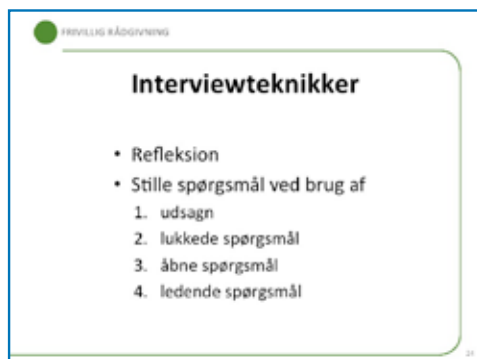 FRIVILLIG RÅDGIVNING
Interviewteknikker
• Refleksion
• Stille spørgsmål ved brug af
1. udsagn
2. lukkede spørgsmål
3. åbne spørgsmål
4. ledende spørgsmål